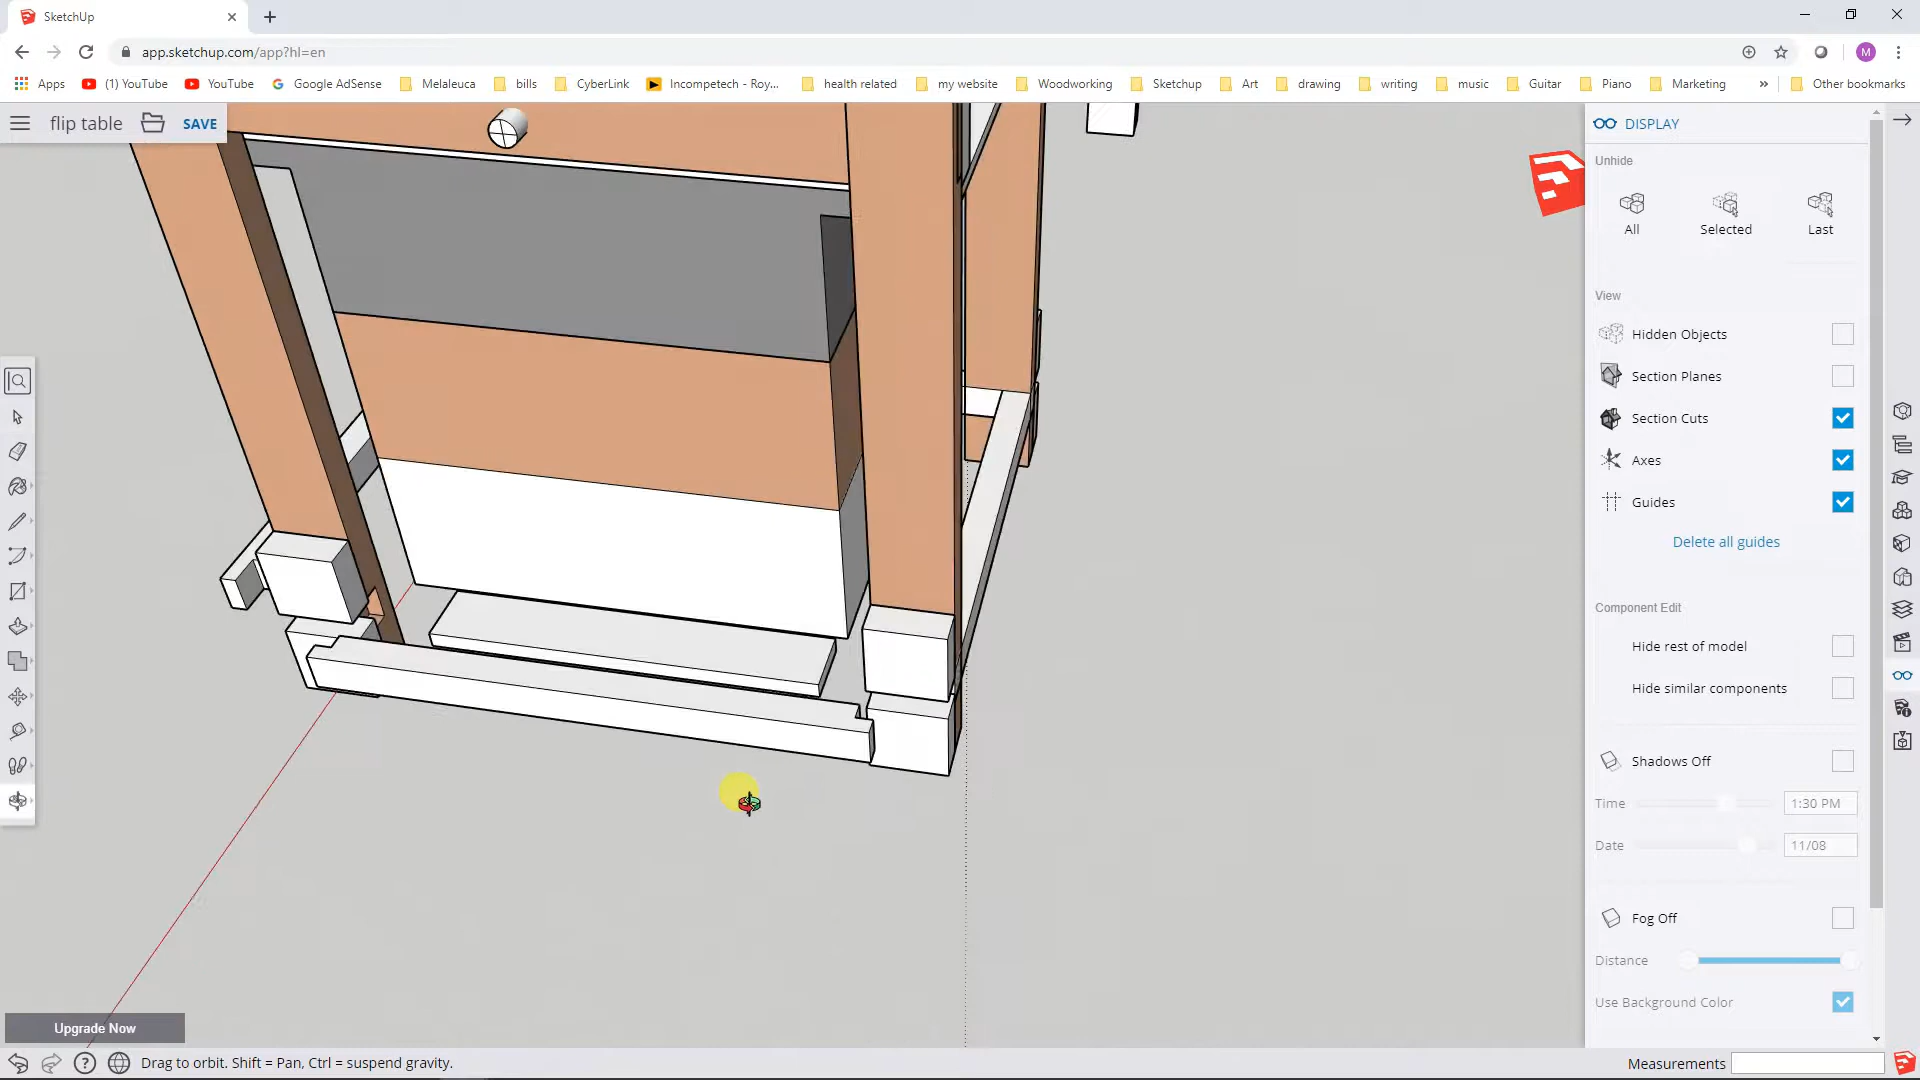 SketchUp
app.sketchup.com/app?hl=en
Apps (1) YouTube YouTube Google AdSense Melaleuca bills CyberLink Incompetech - Roy... health related my website Woodworking Sketchup Art drawing writing music Guitar Piano Marketing » Other bookmarks
M
flip table SAVE
DISPLAY
Unhide
All Selected Last
View
Hidden Objects
Section Planes
Section Cuts
Axes
Guides
Delete all guides
Component Edit
Hide rest of model
Hide similar components
Shadows Off
Time 1:30 PM
Date 11/08
Fog Off
Distance
Use Background Color
Upgrade Now
Drag to orbit. Shift = Pan, Ctrl = suspend gravity.
Measurements